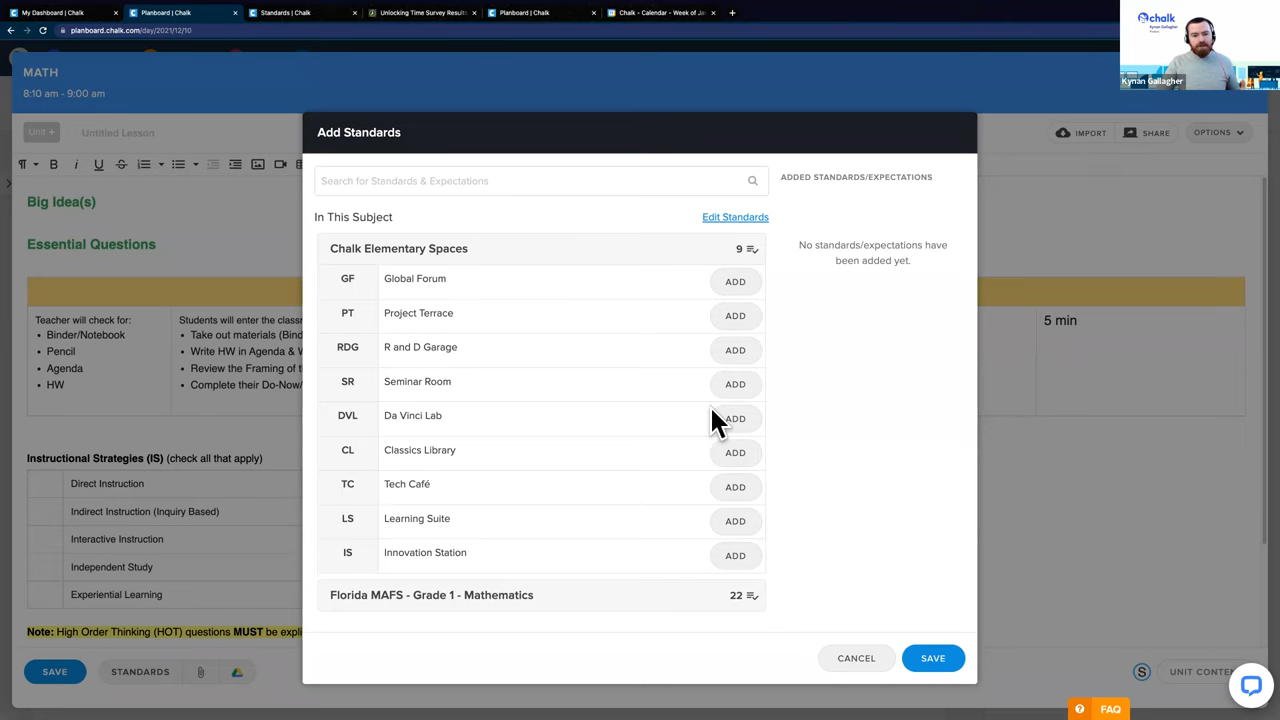 My Dashboard | Chalk
Planboard | Chalk
Standards | Chalk
Unlocking Time Survey Results
Planboard | Chalk
Chalk - Calendar - Week of Ja
planboard.chalk.com/day/2021/12/10
chalk
Kyrian Gallagher
Product
Kyrian Gallagher
MATH
8:10 am - 9:00 am
Unit +
Untitled Lesson
IMPORT
SHARE
OPTIONS
Big Idea(s)
Essential Questions
Teacher will check for:
Binder/Notebook
Pencil
Agenda
HW
Students will enter the classr
Take out materials (Bind
Write HW in Agenda & W
Review the Framing of t
Complete their Do-Now/
5 min
Instructional Strategies (IS) (check all that apply)
Direct Instruction
Indirect Instruction (Inquiry Based)
Interactive Instruction
Independent Study
Experiential Learning
Note: High Order Thinking (HOT) questions MUST be expli
SAVE
STANDARDS
Add Standards
Search for Standards & Expectations
In This Subject
Edit Standards
Chalk Elementary Spaces 9
GF Global Forum ADD
PT Project Terrace ADD
RDG R and D Garage ADD
SR Seminar Room ADD
DVL Da Vinci Lab ADD
CL Classics Library ADD
TC Tech Café ADD
LS Learning Suite ADD
IS Innovation Station ADD
Florida MAFS - Grade 1 - Mathematics 22
ADDED STANDARDS/EXPECTATIONS
No standards/expectations have
been added yet.
CANCEL
SAVE
S
UNIT CONTE
? FAQ